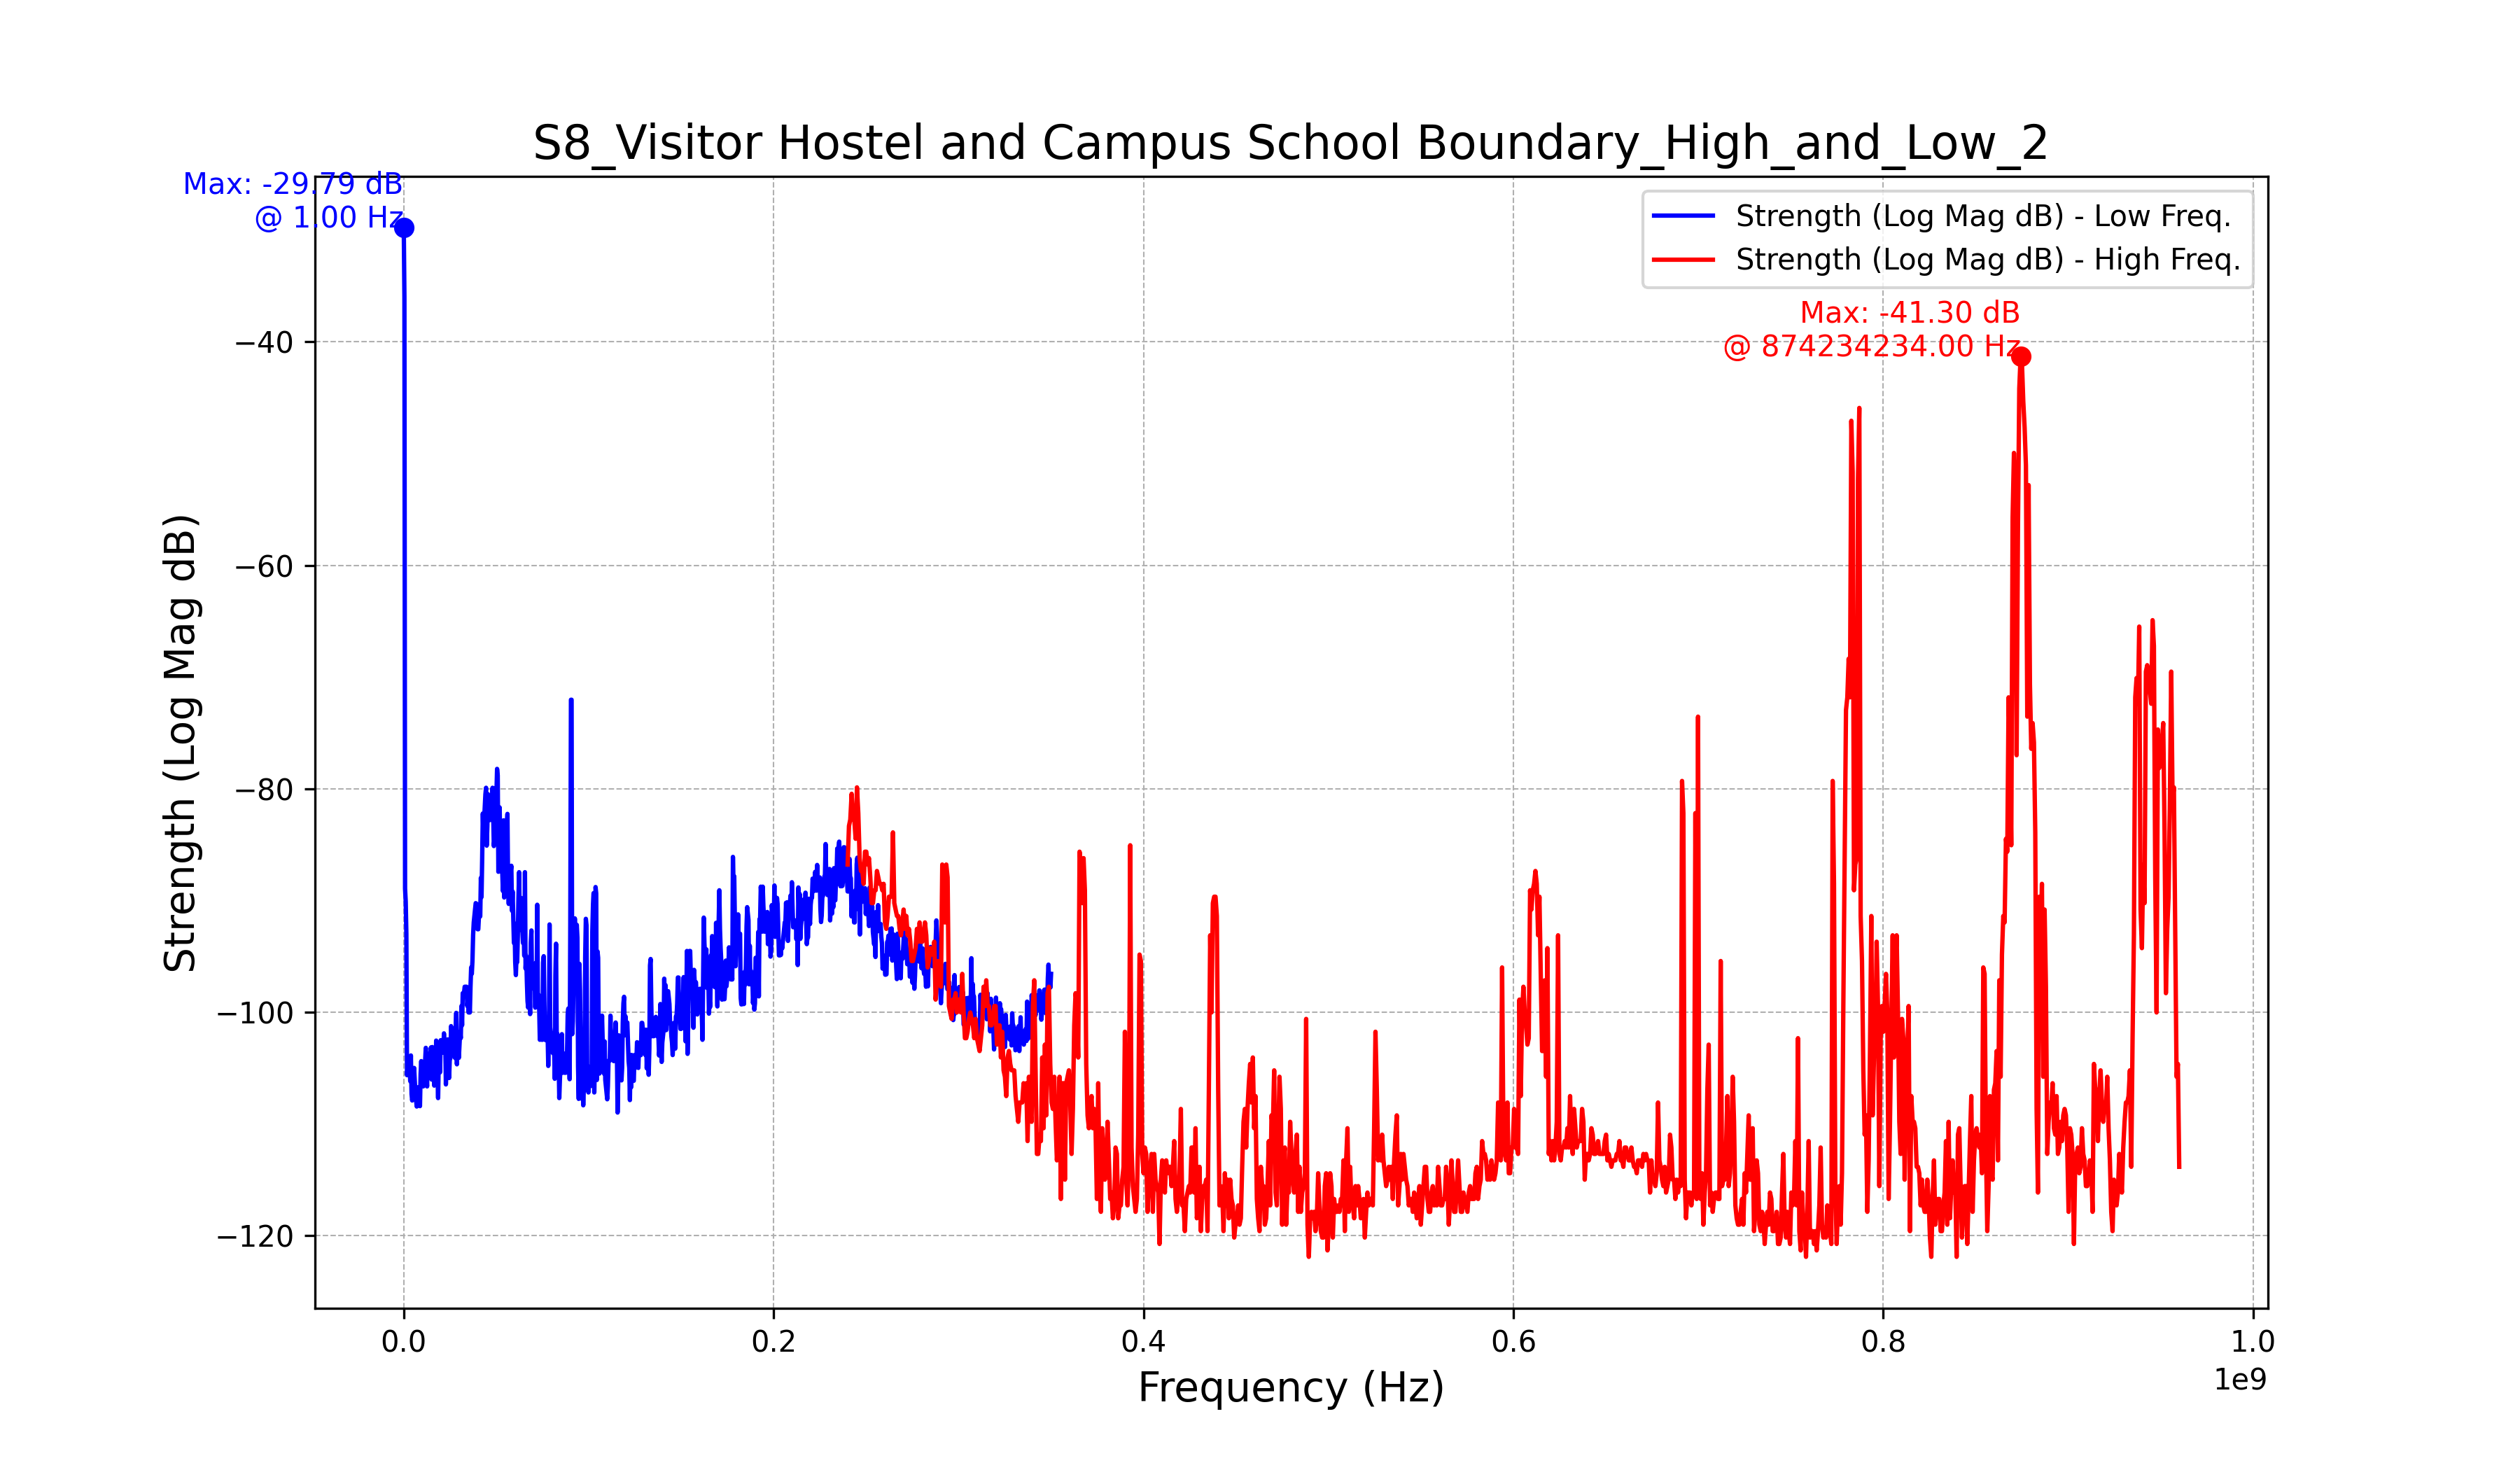 S8_Visitor Hostel and Campus School Boundary_High_and_Low_2
Max: -29.79 dB
@ 1.00 Hz
Strength (Log Mag dB) - Low Freq.
Strength (Log Mag dB) - High Freq.
Max: -41.30 dB
@ 874234234.00 Hz
−40
−60
−80
−100
−120
Strength (Log Mag dB)
0.0 0.2 0.4 0.6 0.8 1.0
1e9
Frequency (Hz)